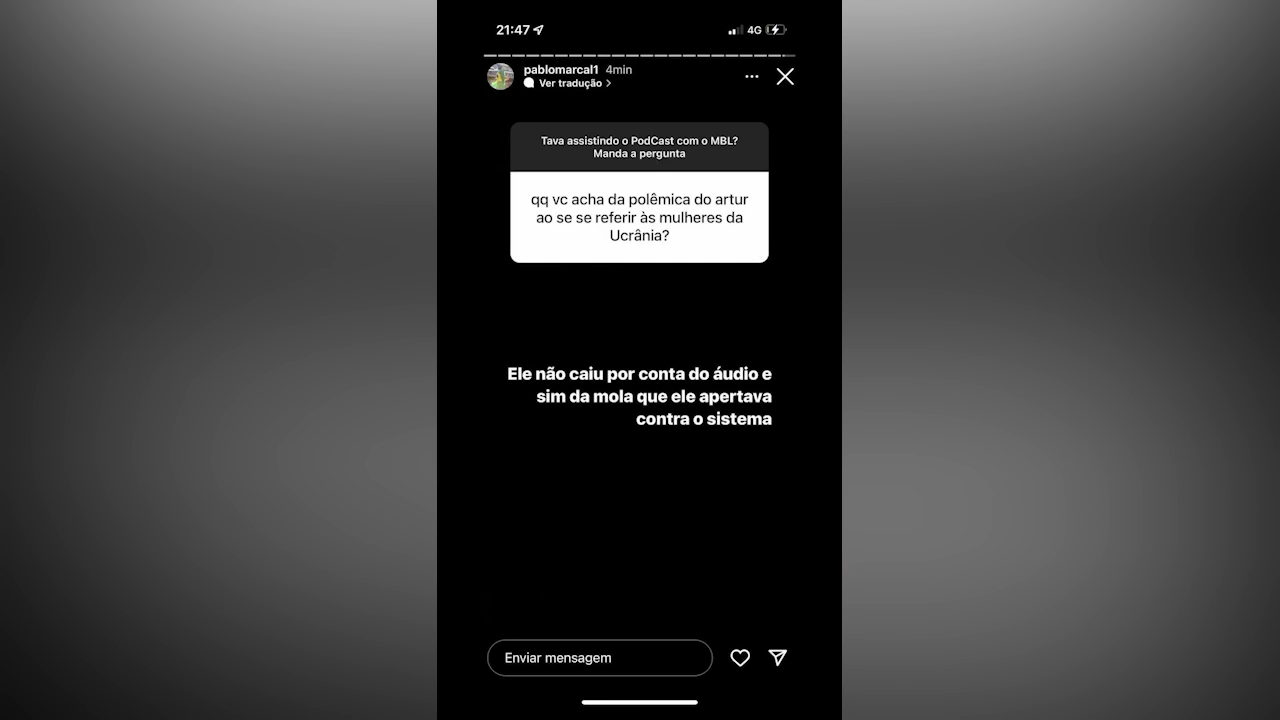 21:47
4G
pablomarcal1 4min
Ver tradução
Tava assistindo o PodCast com o MBL?
Manda a pergunta
qq vc acha da polêmica do artur
ao se se referir às mulheres da
Ucrânia?
Ele não caiu por conta do áudio e
sim da mola que ele apertava
contra o sistema
Enviar mensagem